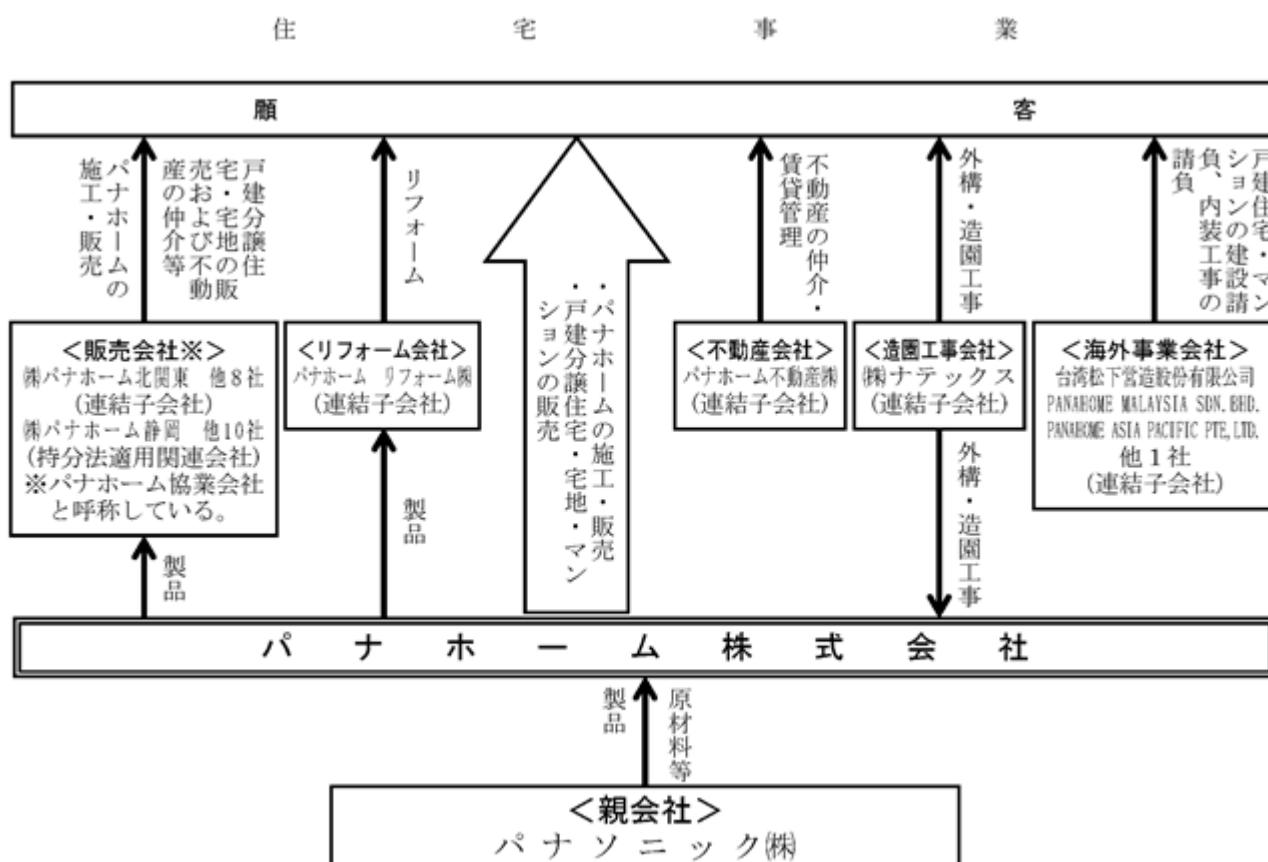 住宅事業
顧客
パナホームの
施工・販売
戸建分譲住
宅・宅地の販
売および不動
産の仲介等
リフォーム
・パナホームの施工・販売
・戸建分譲住宅・宅地・マン
ションの販売
不動産の仲介・
賃貸管理
外構・造園工事
戸建住宅・マン
ションの建設請
負、内装工事の
請負
＜販売会社※＞
㈱パナホーム北関東 他８社
(連結子会社)
㈱パナホーム静岡 他10社
(持分法適用関連会社)
※パナホーム協業会社
と呼称している。
＜リフォーム会社＞
パナホーム リフォーム㈱
(連結子会社)
＜不動産会社＞
パナホーム不動産㈱
(連結子会社)
＜造園工事会社＞
㈱ナテックス
(連結子会社)
＜海外事業会社＞
台湾松下営造股份有限公司
PANAHOME MALAYSIA SDN. BHD.
PANAHOME ASIA PACIFIC PTE, LTD.
他１社
(連結子会社)
製品
製品
外構・造園工事
パナホーム株式会社
製品
原材料等
＜親会社＞
パナソニック㈱